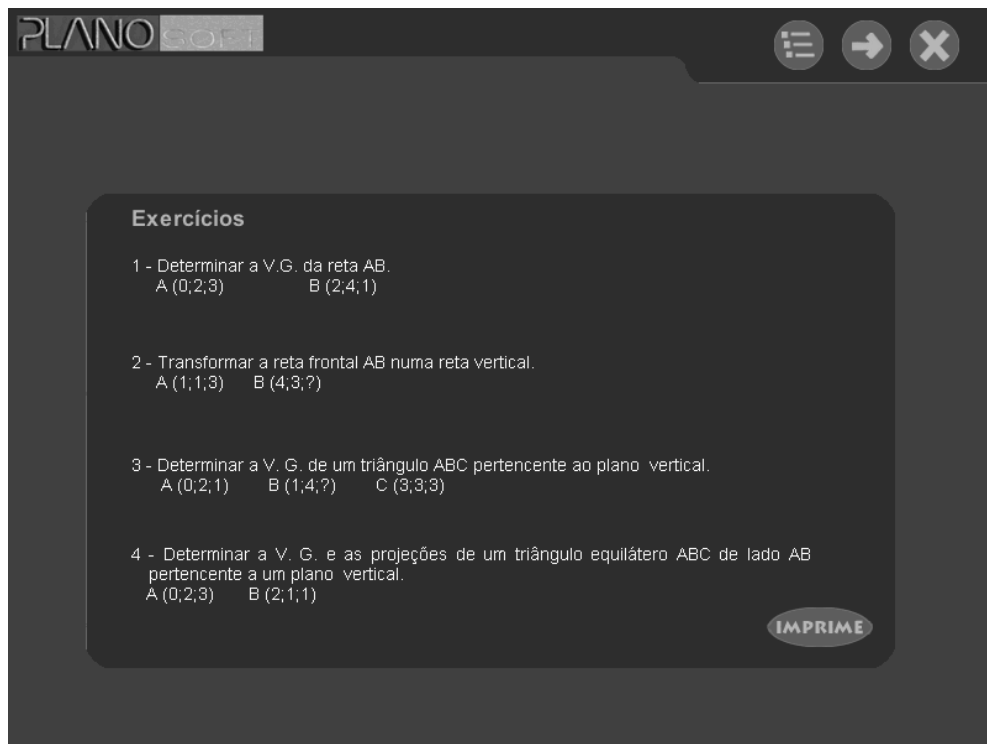 PLANO SOFT
Exercícios
1 - Determinar a V.G. da reta AB.
A (0;2;3) B (2;4;1)
2 - Transformar a reta frontal AB numa reta vertical.
A (1;1;3) B (4;3;?)
3 - Determinar a V. G. de um triângulo ABC pertencente ao plano vertical.
A (0;2;1) B (1;4;?) C (3;3;3)
4 - Determinar a V. G. e as projeções de um triângulo equilátero ABC de lado AB
pertencente a um plano vertical.
A (0;2;3) B (2;1;1)
IMPRIME